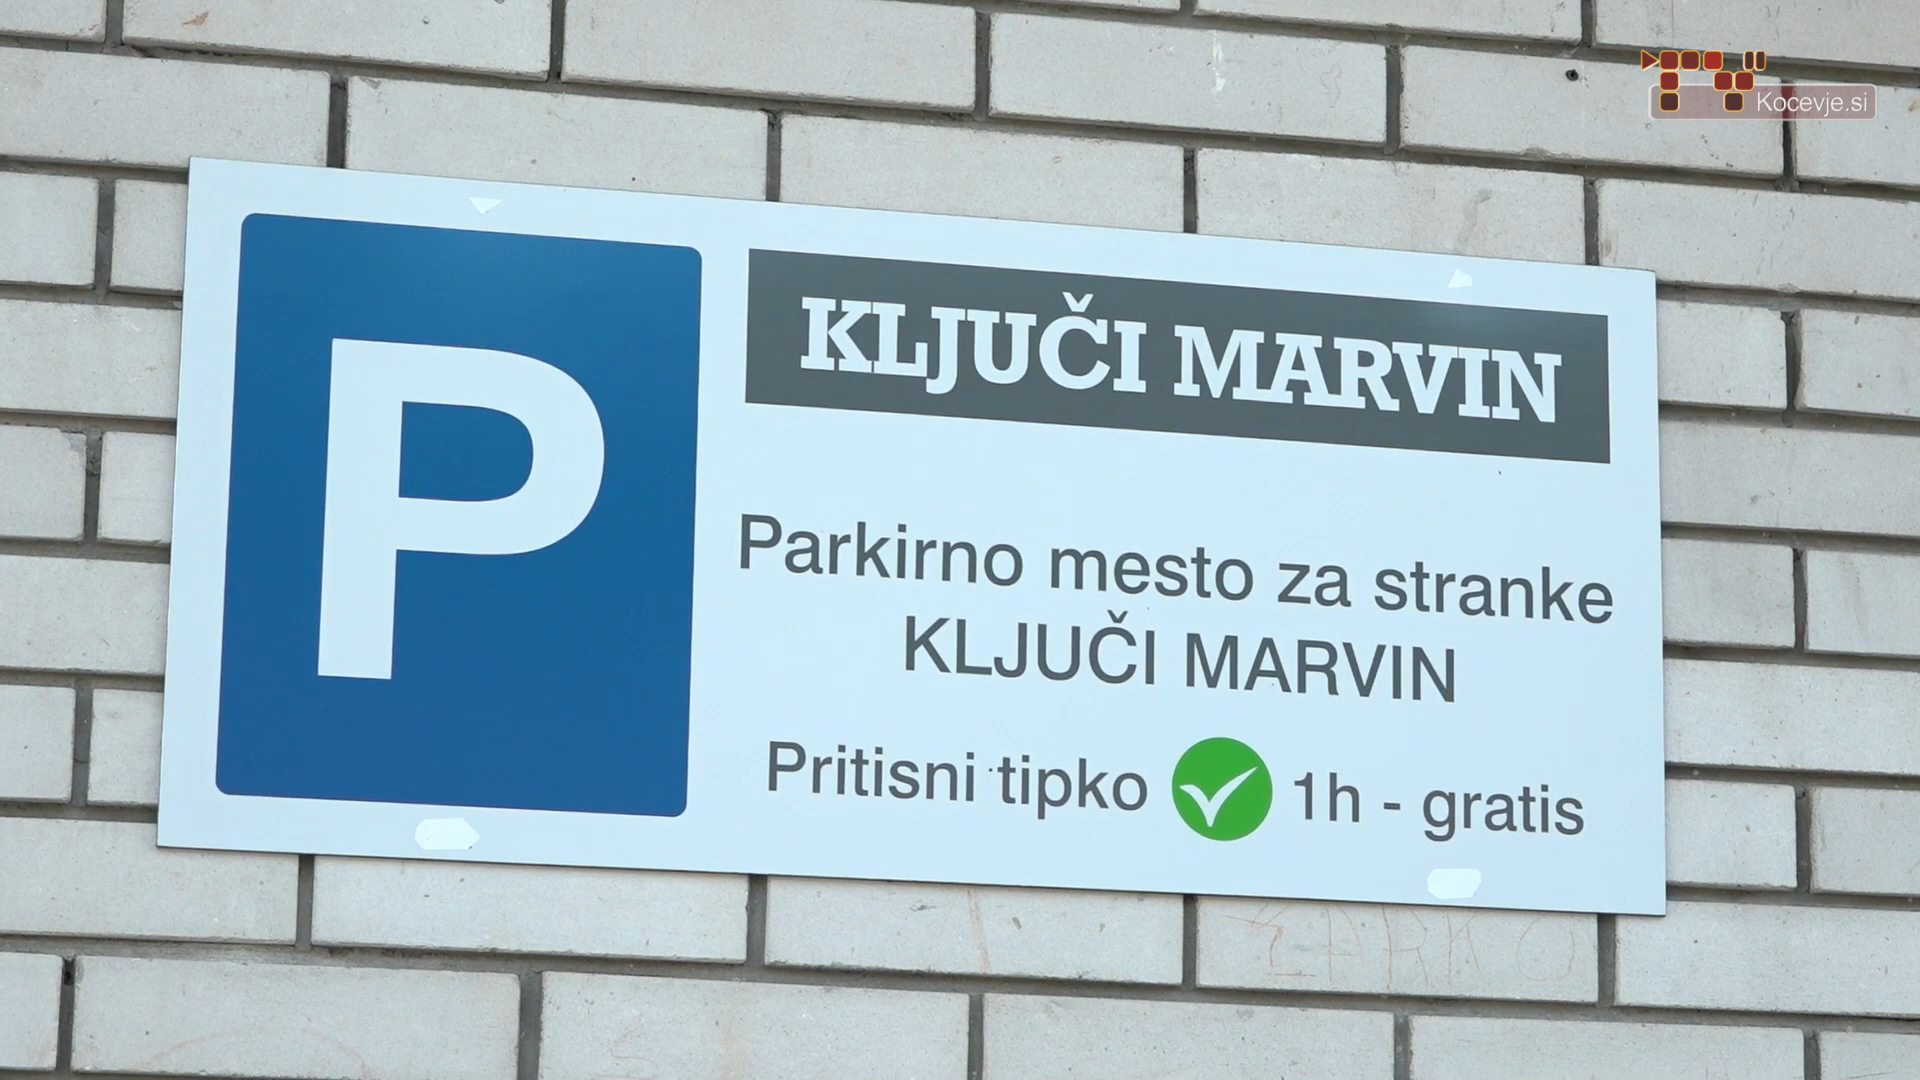 Kocevje.si
P
KLJUČI MARVIN
Parkirno mesto za stranke
KLJUČI MARVIN
Pritisni tipko ✓ 1h - gratis